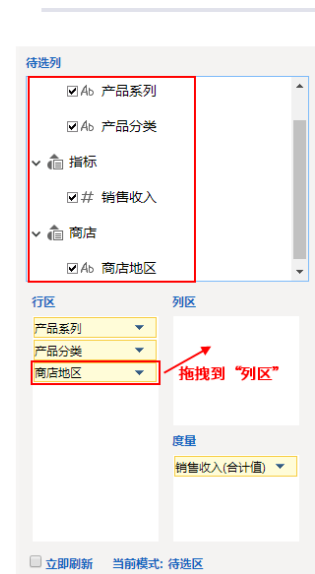 待选列
Ab 产品系列
Ab 产品分类
指标
# 销售收入
商店
Ab 商店地区
行区
列区
产品系列
产品分类
商店地区
拖拽到“列区”
度量
销售收入(合计值)
立即刷新 当前模式: 待选区